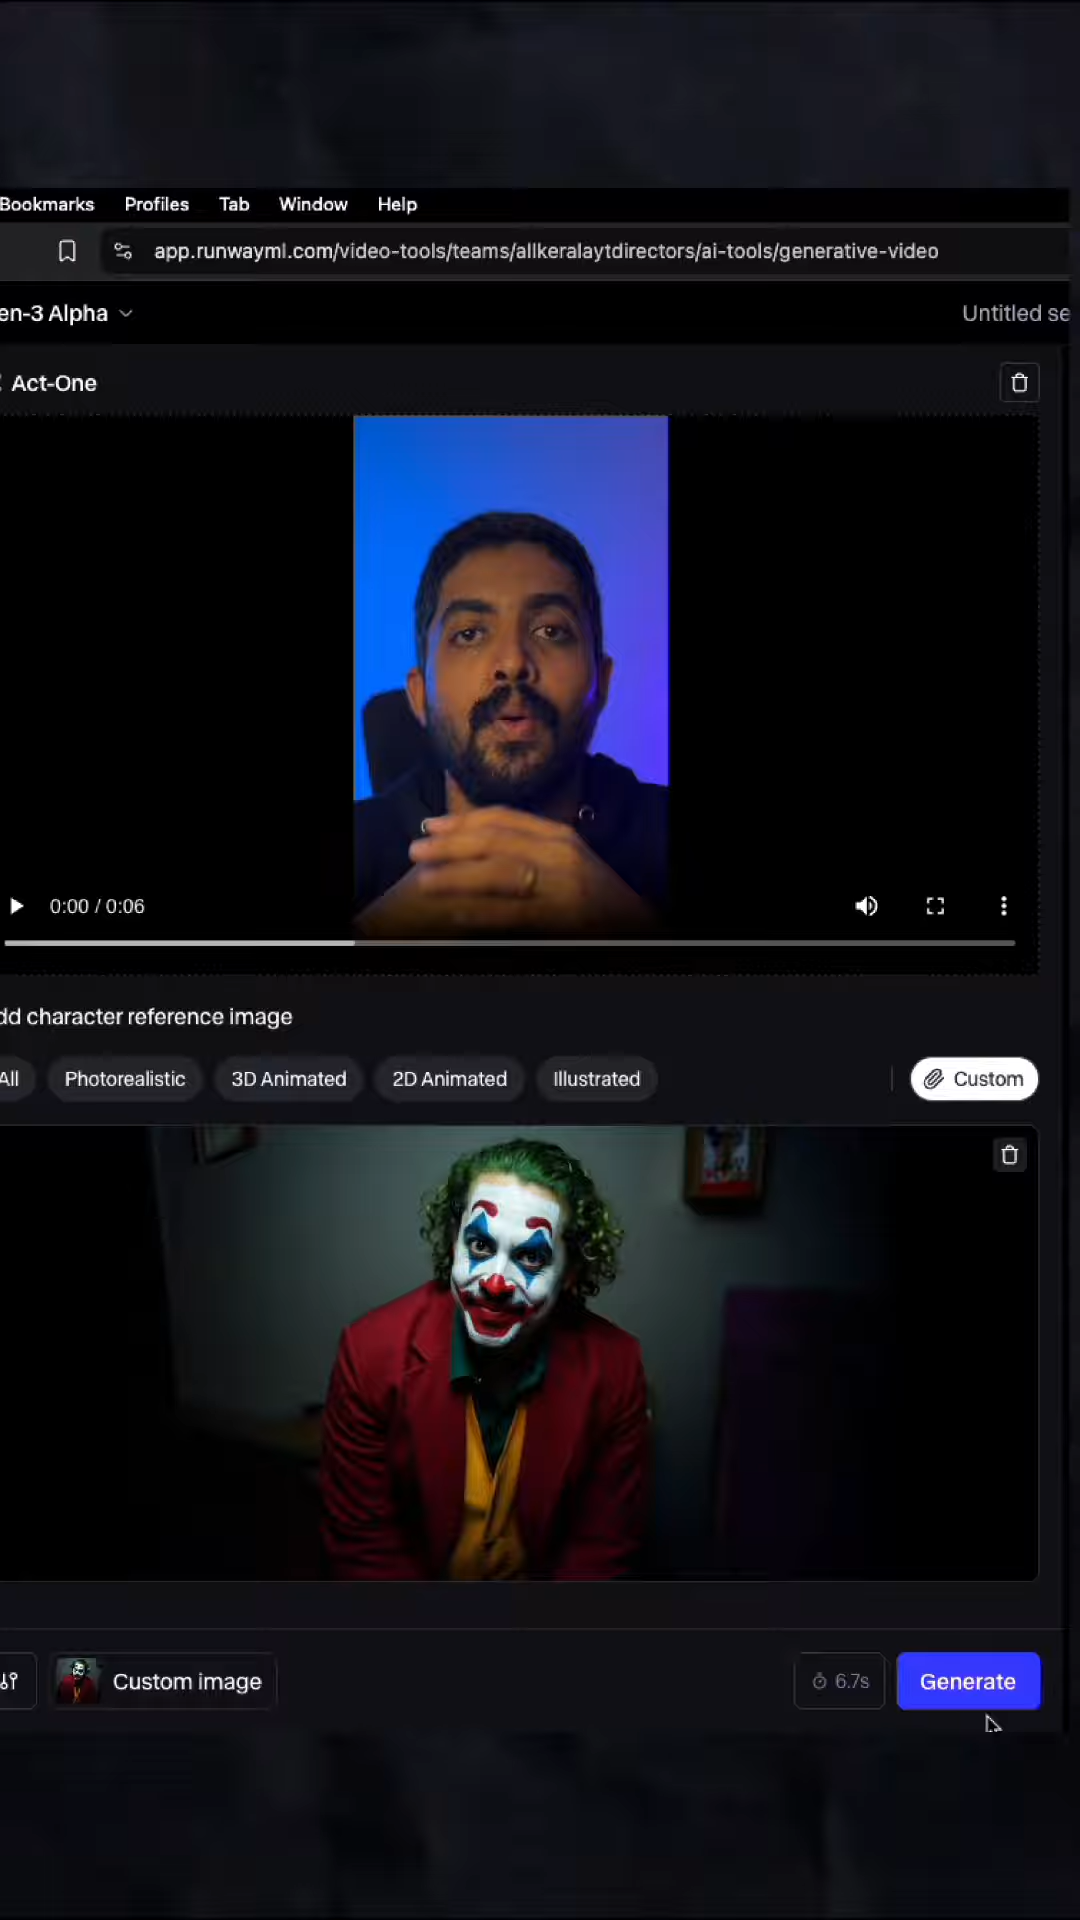 Bookmarks Profiles Tab Window Help
app.runwayml.com/video-tools/teams/allkeralaytdirectors/ai-tools/generative-video
en-3 Alpha Untitled se
Act-One
0:00 / 0:06
dd character reference image
All Photorealistic 3D Animated 2D Animated Illustrated Custom
Custom image 6.7s Generate